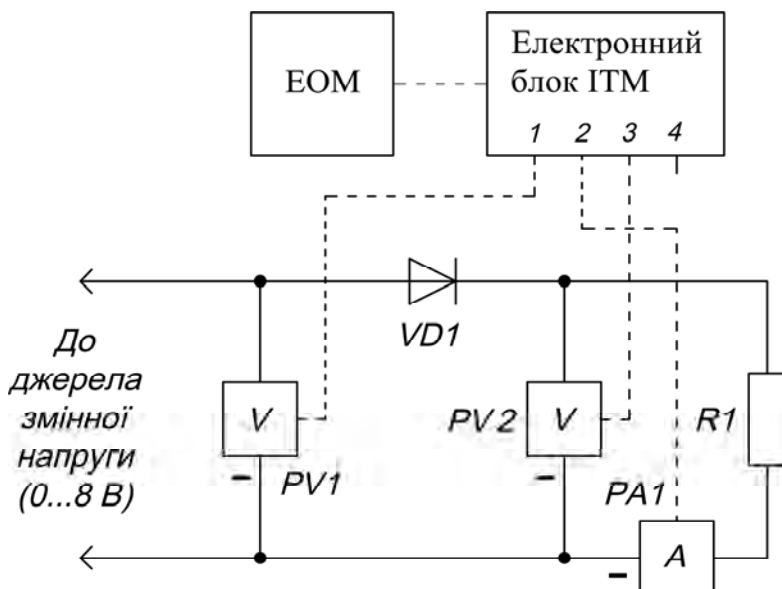 ЕОМ
Електронний
блок ІТМ
1 2 3 4
VD1
До
джерела
змінної
напруги
(0...8 В)
V
PV1
PV2
V
R1
PA1
A